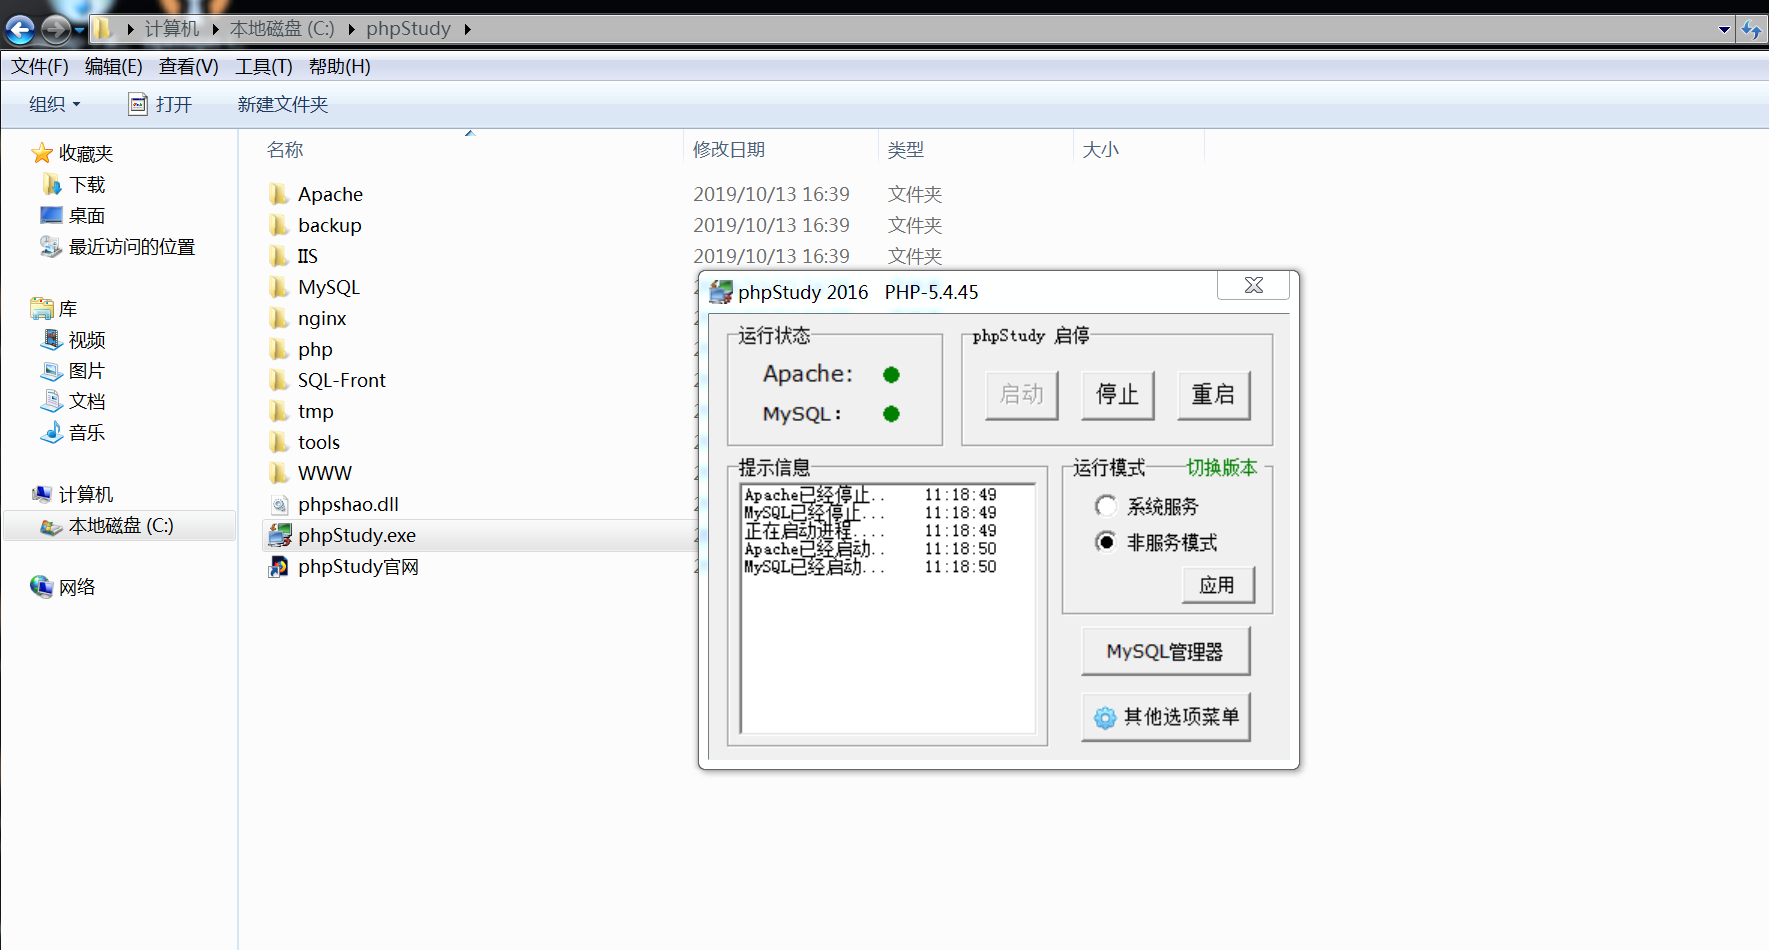 计算机 本地磁盘 (C:) phpStudy
文件(F) 编辑(E) 查看(V) 工具(T) 帮助(H)
组织 打开 新建文件夹
收藏夹
下载
桌面
最近访问的位置
库
视频
图片
文档
音乐
计算机
本地磁盘 (C:)
网络
名称 修改日期 类型 大小
Apache 2019/10/13 16:39 文件夹
backup 2019/10/13 16:39 文件夹
IIS 2019/10/13 16:39 文件夹
MySQL
nginx
php
SQL-Front
tmp
tools
WWW
phpshao.dll
phpStudy.exe
phpStudy官网
phpStudy 2016 PHP-5.4.45
运行状态
Apache:
MySQL:
phpStudy 启停
启动 停止 重启
提示信息
Apache已经停止.. 11:18:49
MySQL已经停止... 11:18:49
正在启动进程.... 11:18:49
Apache已经启动.. 11:18:50
MySQL已经启动... 11:18:50
运行模式 切换版本
系统服务
非服务模式
应用
MySQL管理器
其他选项菜单